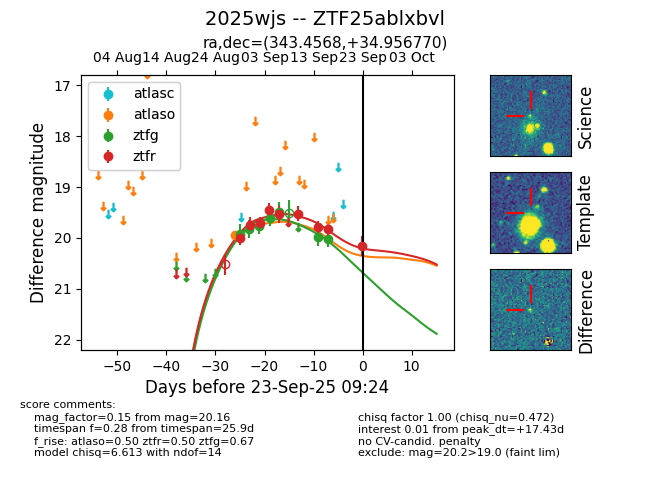 2025wjs -- ZTF25ablxbvl
ra,dec=(343.4568,+34.956770)
04 Aug 14 Aug 24 Aug 03 Sep 13 Sep 23 Sep 03 Oct
atlasc
atlaso
ztfg
ztfr
17
18
19
20
21
22
Difference magnitude
−50 −40 −30 −20 −10 0 10
Days before 23-Sep-25 09:24
Science
Template
Difference
score comments:
mag_factor=0.15 from mag=20.16
timespan f=0.28 from timespan=25.9d
f_rise: atlaso=0.50 ztfr=0.50 ztfg=0.67
model chisq=6.613 with ndof=14
chisq factor 1.00 (chisq_nu=0.472)
interest 0.01 from peak_dt=+17.43d
no CV-candid. penalty
exclude: mag=20.2>19.0 (faint lim)